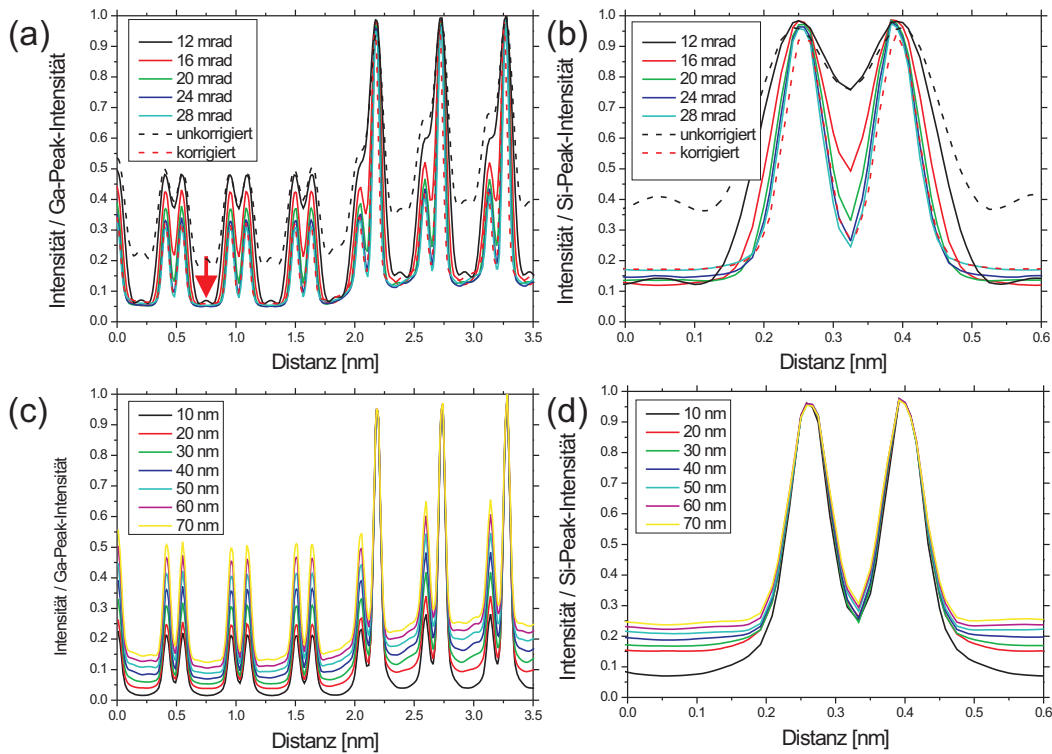 (a)
Intensität / Ga-Peak-Intensität
1.0
0.9
0.8
0.7
0.6
0.5
0.4
0.3
0.2
0.1
0.0
12 mrad
16 mrad
20 mrad
24 mrad
28 mrad
unkorrigiert
korrigiert
0.0 0.5 1.0 1.5 2.0 2.5 3.0 3.5
Distanz [nm]
(b)
Intensität / Si-Peak-Intensität
1.0
0.9
0.8
0.7
0.6
0.5
0.4
0.3
0.2
0.1
0.0
12 mrad
16 mrad
20 mrad
24 mrad
28 mrad
unkorrigiert
korrigiert
0.0 0.1 0.2 0.3 0.4 0.5 0.6
Distanz [nm]
(c)
Intensität / Ga-Peak-Intensität
1.0
0.9
0.8
0.7
0.6
0.5
0.4
0.3
0.2
0.1
0.0
10 nm
20 nm
30 nm
40 nm
50 nm
60 nm
70 nm
0.0 0.5 1.0 1.5 2.0 2.5 3.0 3.5
Distanz [nm]
(d)
Intensität / Si-Peak-Intensität
1.0
0.9
0.8
0.7
0.6
0.5
0.4
0.3
0.2
0.1
0.0
10 nm
20 nm
30 nm
40 nm
50 nm
60 nm
70 nm
0.0 0.2 0.4 0.6
Distanz [nm]